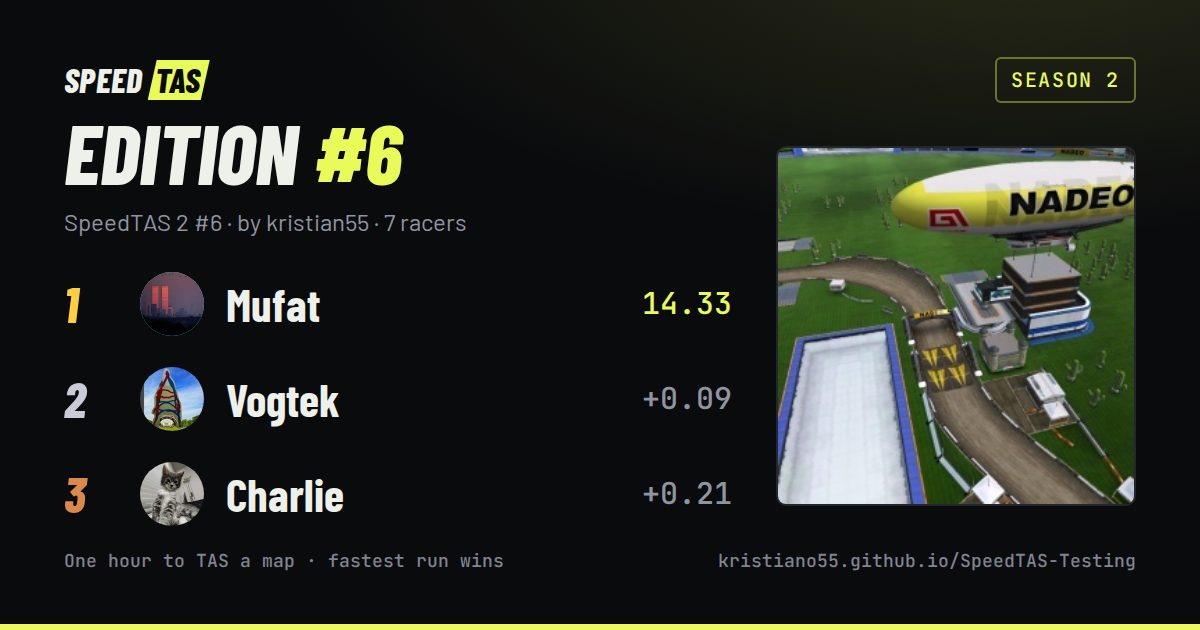 SPEED TAS
SEASON 2
EDITION #6
SpeedTAS 2 #6 · by kristian55 · 7 racers
NADEO
NADEO
1 Mufat 14.33
2 Vogtek +0.09
3 Charlie +0.21
One hour to TAS a map · fastest run wins
kristiano55.github.io/SpeedTAS-Testing